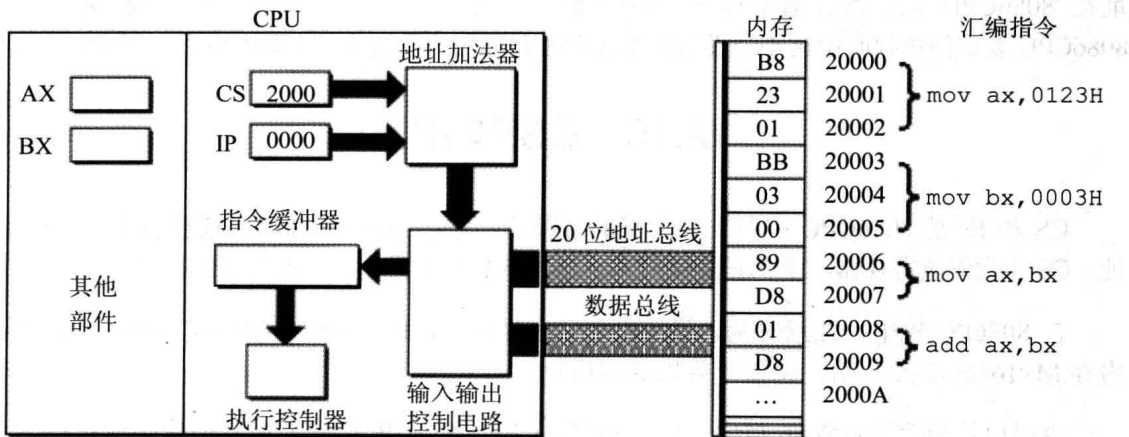 CPU
内存 汇编指令
地址加法器
AX
BX
CS 2000
IP 0000
指令缓冲器
其他
部件
执行控制器
输入输出
控制电路
20 位地址总线
数据总线
B8 20000
23 20001 mov ax,0123H
01 20002
BB 20003
03 20004 mov bx,0003H
00 20005
89 20006 mov ax,bx
D8 20007
01 20008 add ax,bx
D8 20009
… 2000A